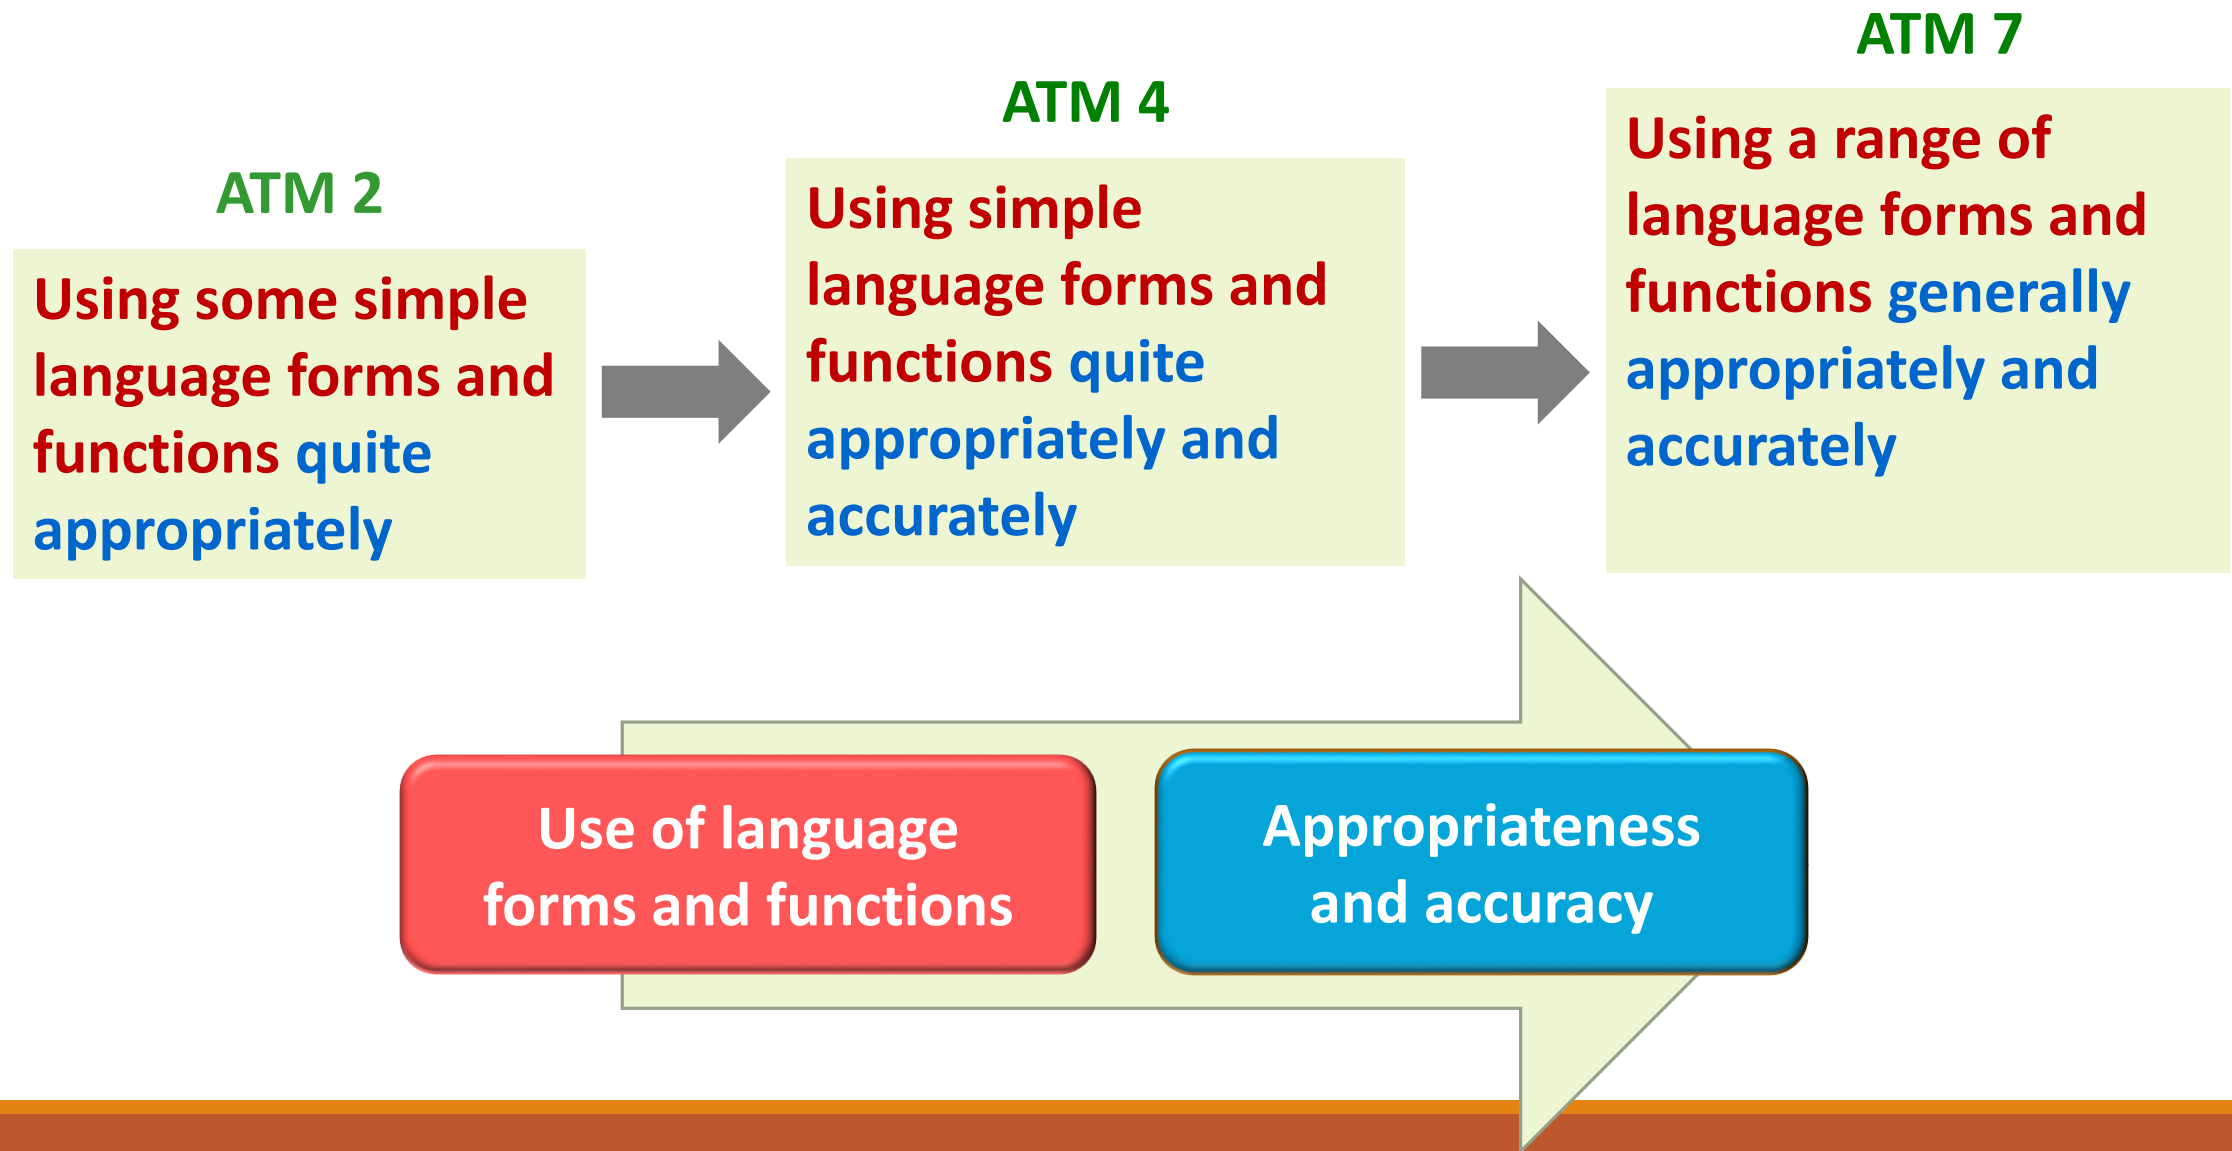 ATM 2
Using some simple
language forms and
functions quite
appropriately
ATM 4
Using simple
language forms and
functions quite
appropriately and
accurately
ATM 7
Using a range of
language forms and
functions generally
appropriately and
accurately
Use of language
forms and functions
Appropriateness
and accuracy